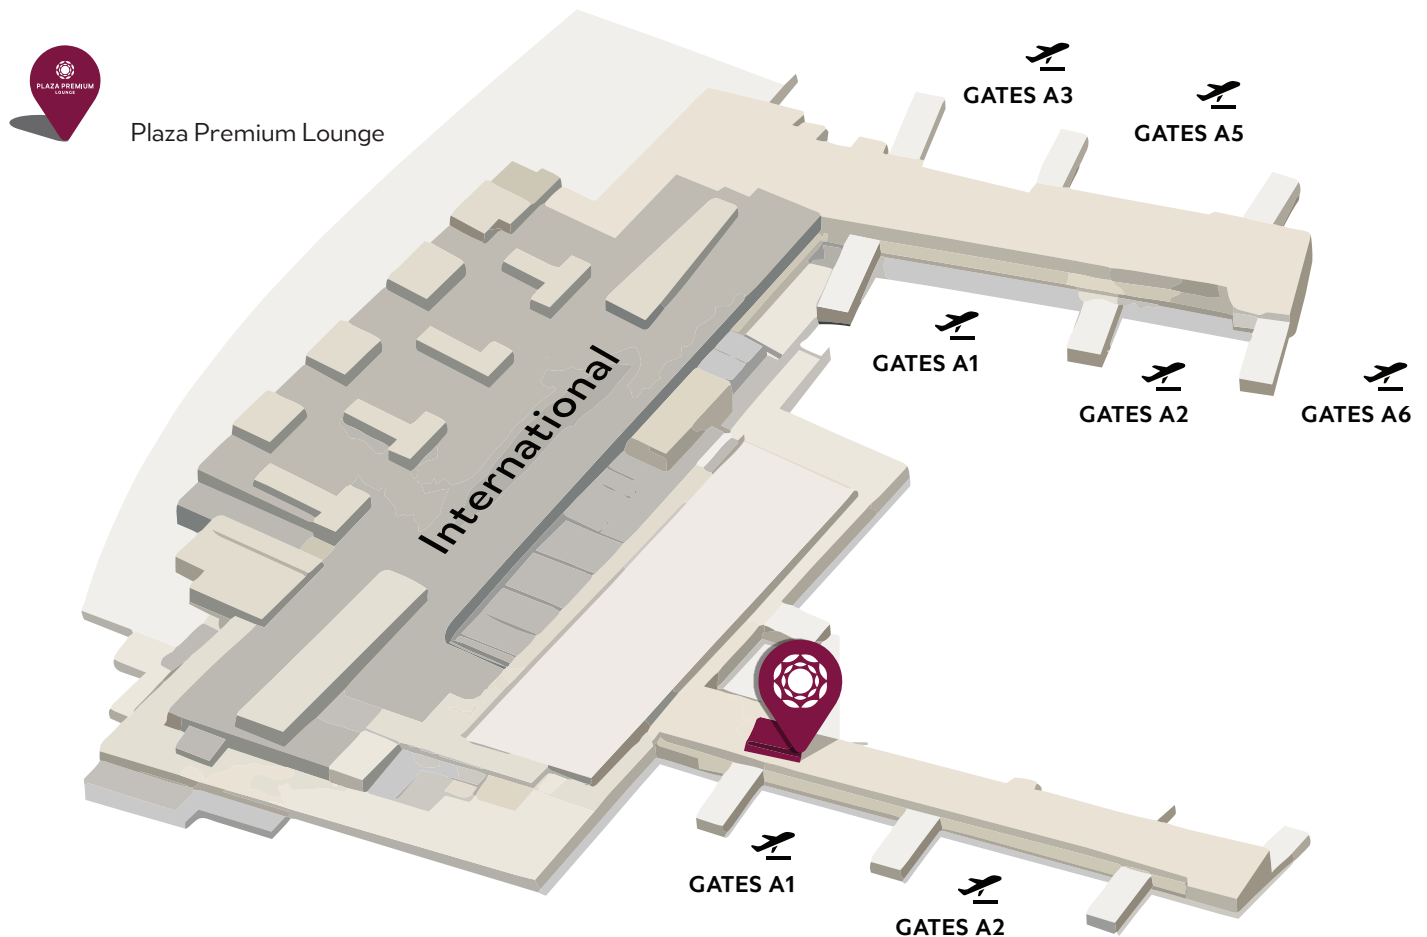 PLAZA PREMIUM
LOUNGE
Plaza Premium Lounge
GATES A3
GATES A5
GATES A1
GATES A2
GATES A6
International
GATES A1
GATES A2